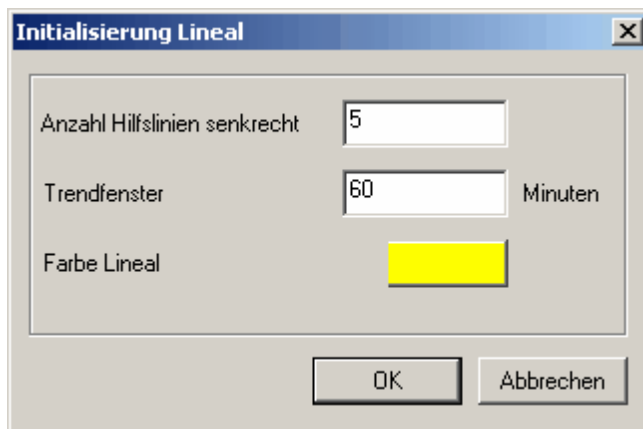 Initialisierung Lineal
Anzahl Hilfslinien senkrecht 5
Trendfenster 60 Minuten
Farbe Lineal
OK Abbrechen